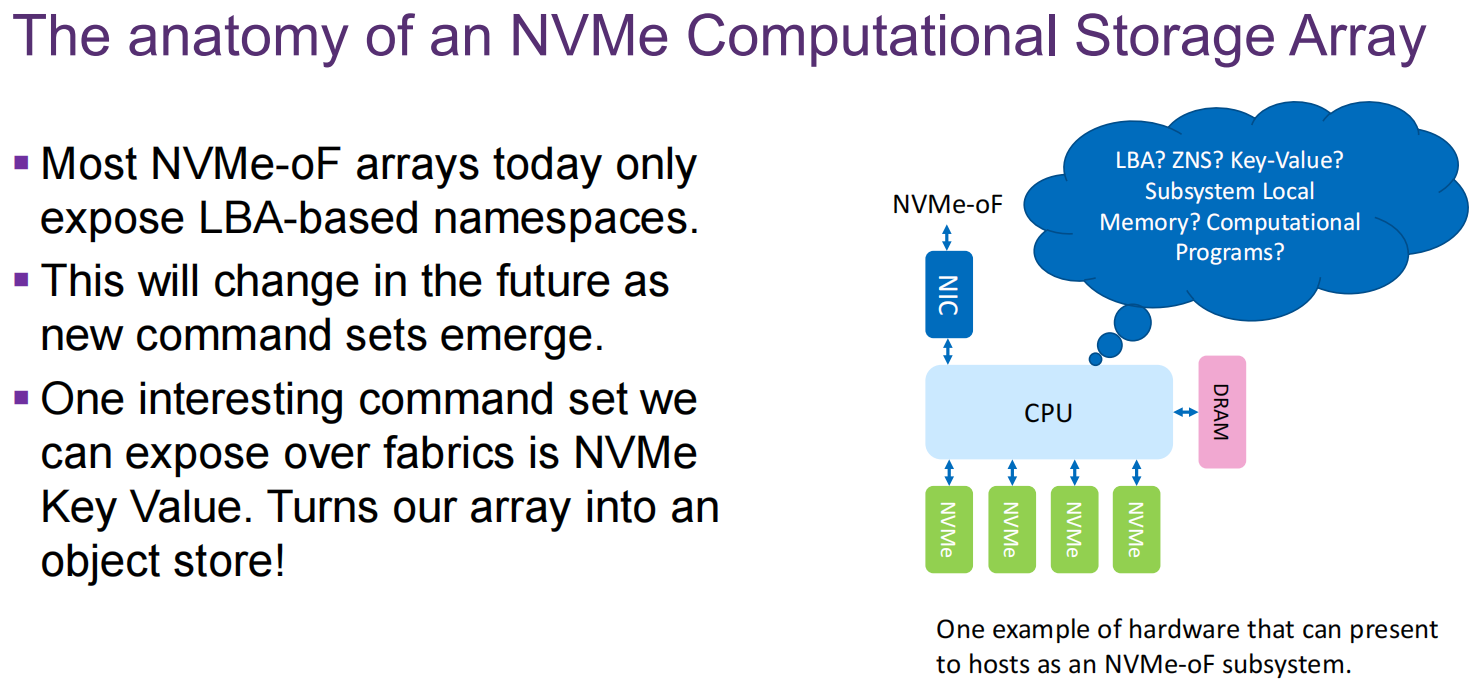 The anatomy of an NVMe Computational Storage Array
▪ Most NVMe-oF arrays today only
expose LBA-based namespaces.
▪ This will change in the future as
new command sets emerge.
▪ One interesting command set we
can expose over fabrics is NVMe
Key Value. Turns our array into an
object store!
LBA? ZNS? Key-Value?
Subsystem Local
Memory? Computational
Programs?
NVMe-oF
NIC
CPU
DRAM
NVMe
NVMe
NVMe
NVMe
One example of hardware that can present
to hosts as an NVMe-oF subsystem.